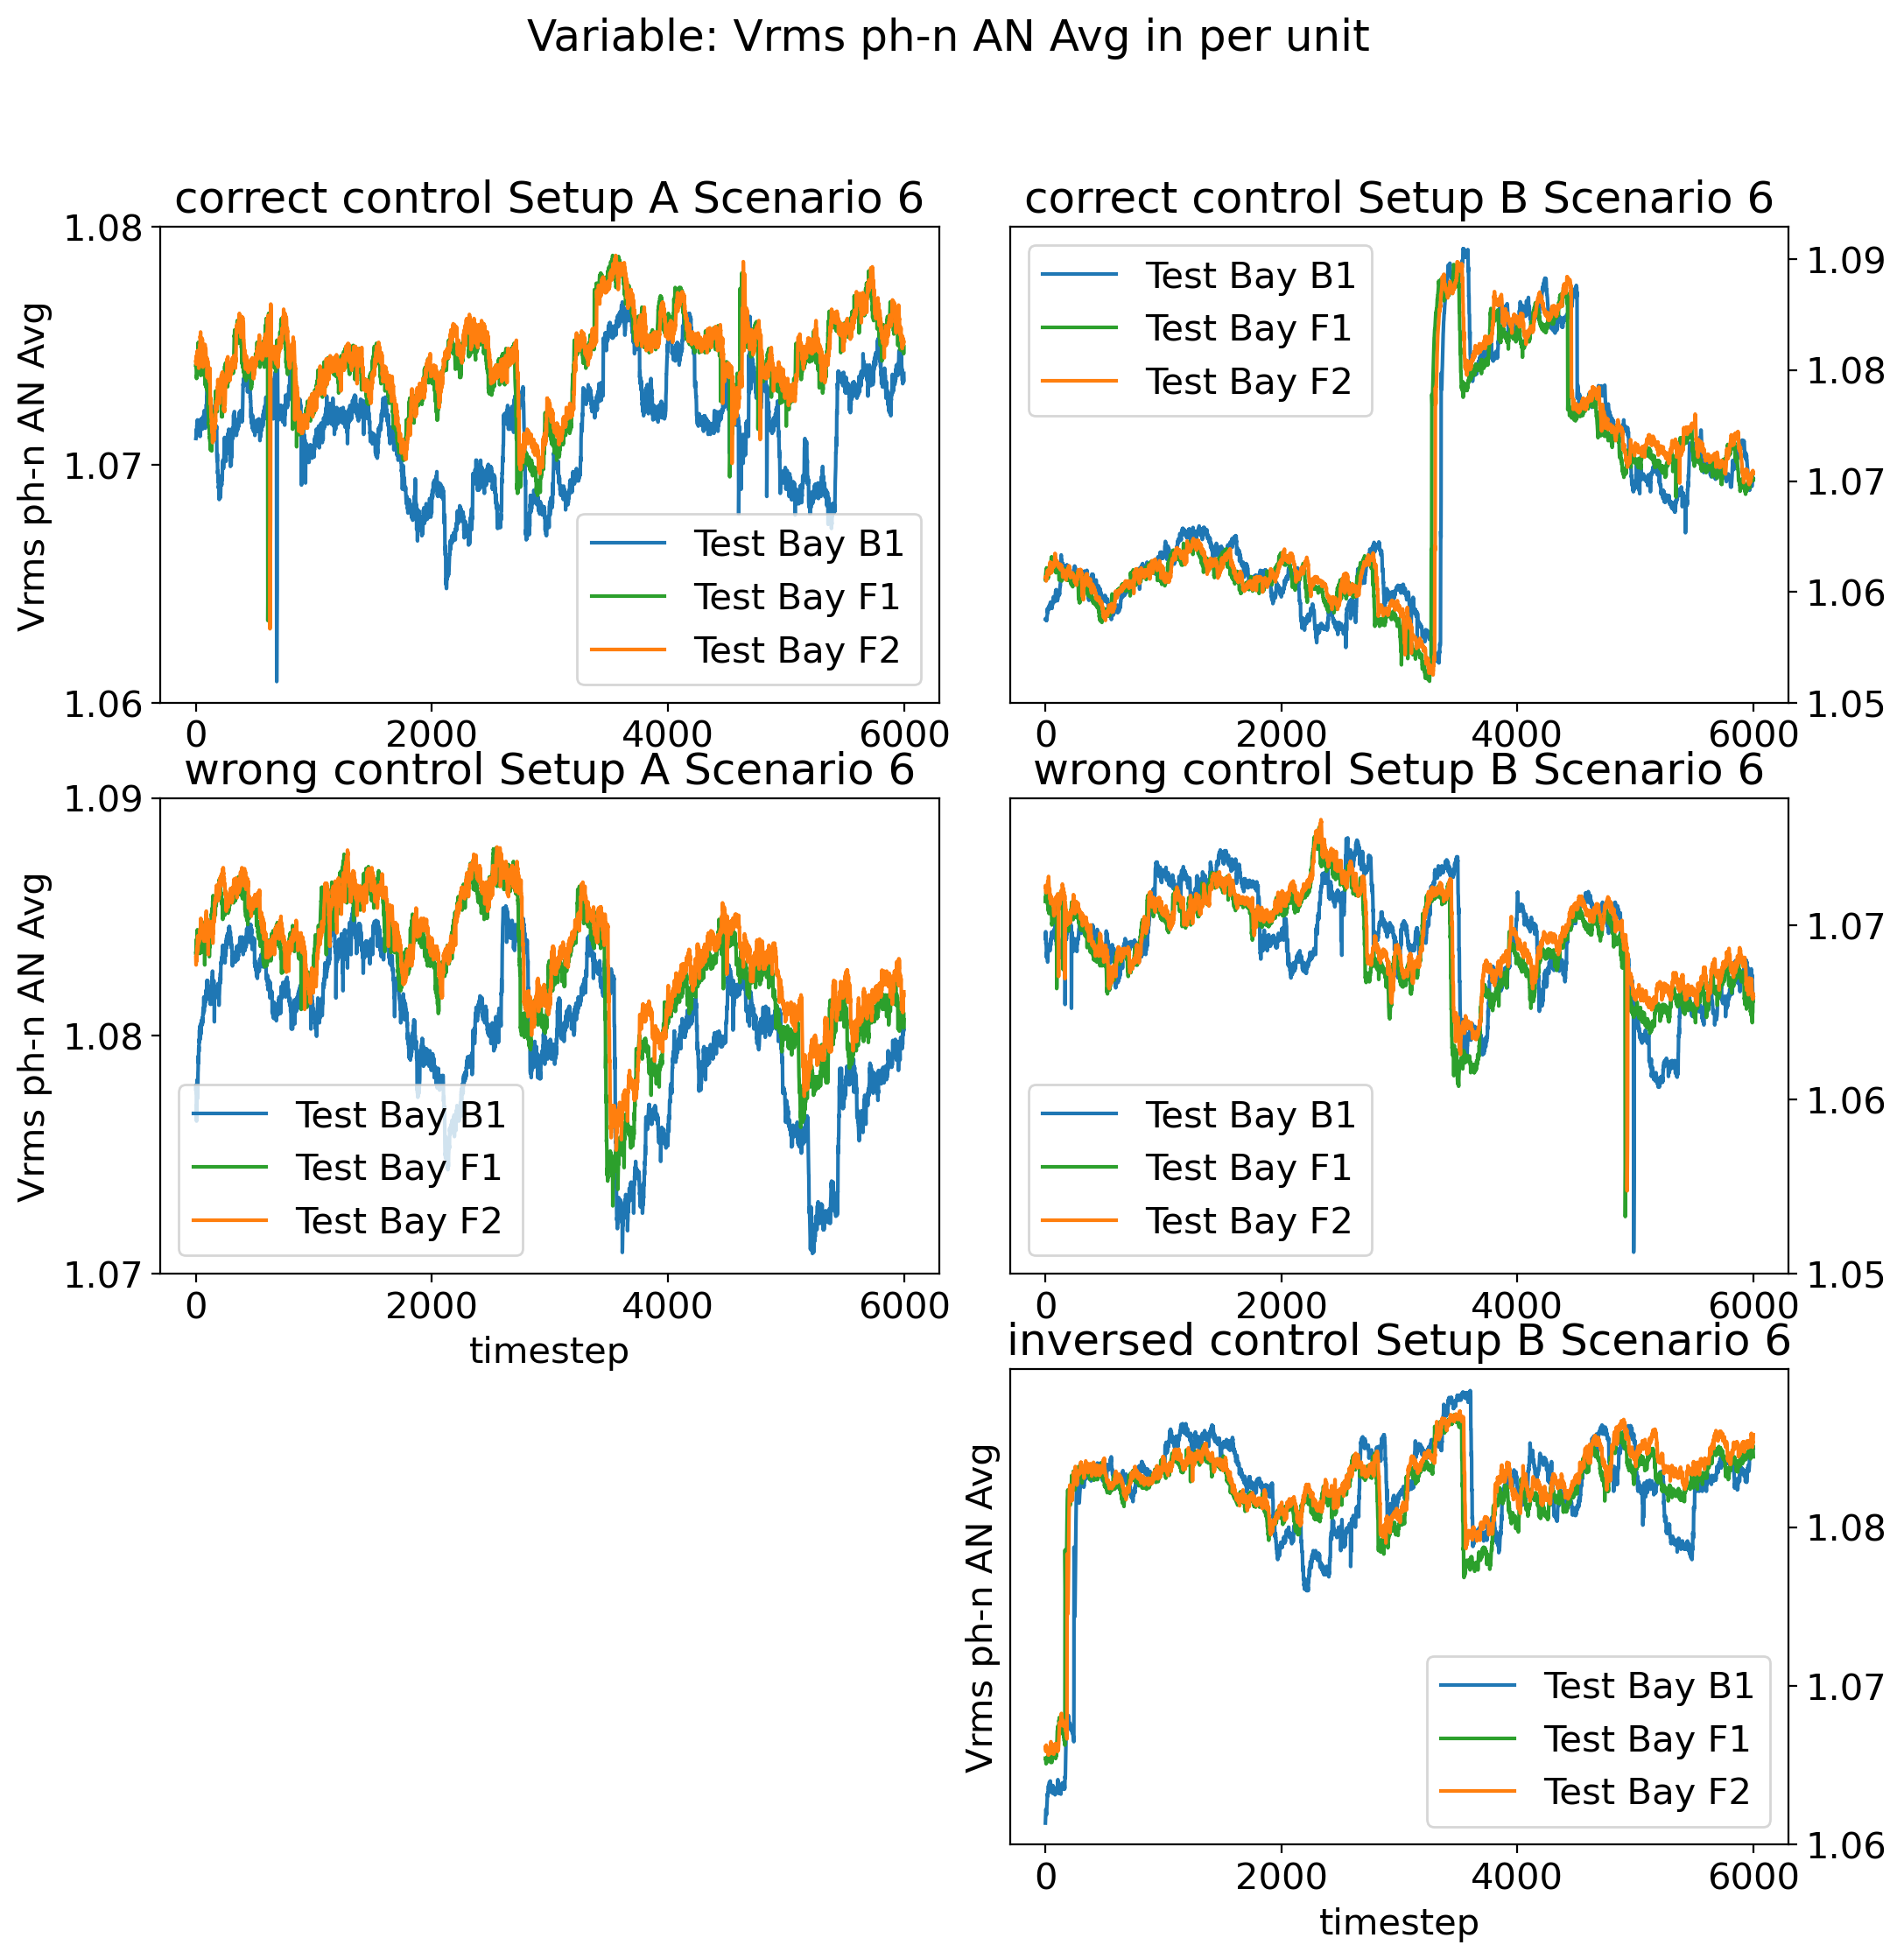 Variable: Vrms ph-n AN Avg in per unit
correct control Setup A Scenario 6
Vrms ph-n AN Avg
1.08
1.07
1.06
0
2000
4000
6000
Test Bay B1
Test Bay F1
Test Bay F2
correct control Setup B Scenario 6
Test Bay B1
Test Bay F1
Test Bay F2
1.09
1.08
1.07
1.06
1.05
0
2000
4000
6000
wrong control Setup A Scenario 6
Vrms ph-n AN Avg
1.09
1.08
1.07
Test Bay B1
Test Bay F1
Test Bay F2
0
2000
4000
6000
timestep
wrong control Setup B Scenario 6
Test Bay B1
Test Bay F1
Test Bay F2
1.07
1.06
1.05
0
2000
4000
6000
inversed control Setup B Scenario 6
Vrms ph-n AN Avg
1.08
1.07
1.06
Test Bay B1
Test Bay F1
Test Bay F2
0
2000
4000
6000
timestep